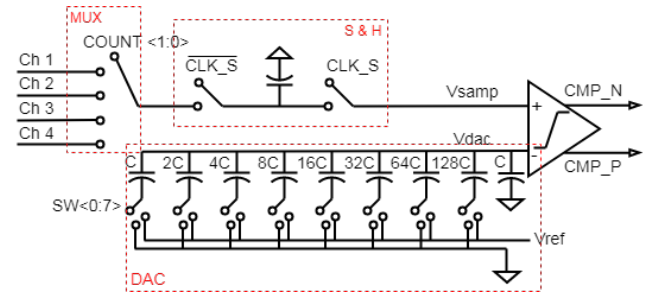 MUX
S & H
COUNT <1:0>
Ch 1
Ch 2
Ch 3
Ch 4
CLK_S
CLK_S
Vsamp
Vdac
+
-
CMP_N
CMP_P
C 2C 4C 8C 16C 32C 64C 128C C
SW<0:7>
Vref
DAC